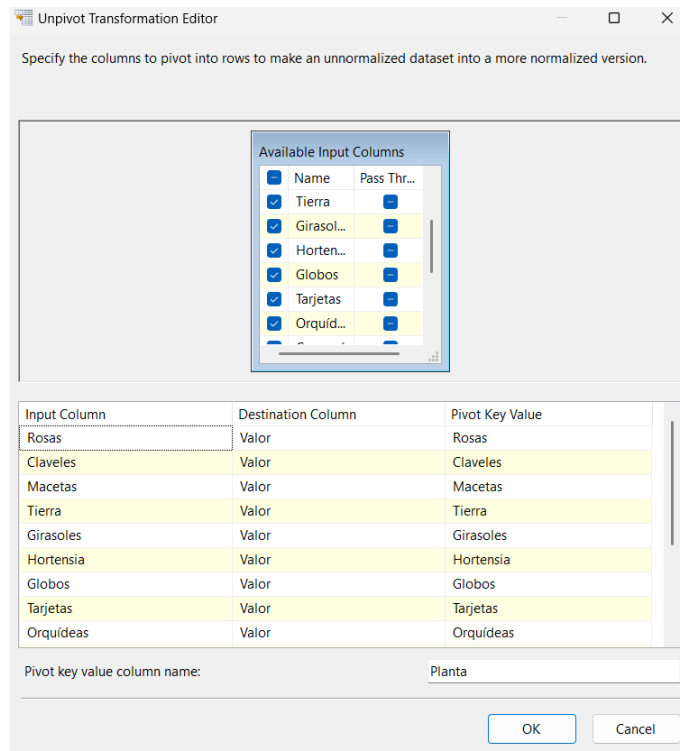 Unpivot Transformation Editor
Specify the columns to pivot into rows to make an unnormalized dataset into a more normalized version.
Available Input Columns
Name Pass Thr...
Tierra
Girasol...
Horten...
Globos
Tarjetas
Orquíd...
Input Column Destination Column Pivot Key Value
Rosas Valor Rosas
Claveles Valor Claveles
Macetas Valor Macetas
Tierra Valor Tierra
Girasoles Valor Girasoles
Hortensia Valor Hortensia
Globos Valor Globos
Tarjetas Valor Tarjetas
Orquídeas Valor Orquídeas
Pivot key value column name: Planta
OK Cancel